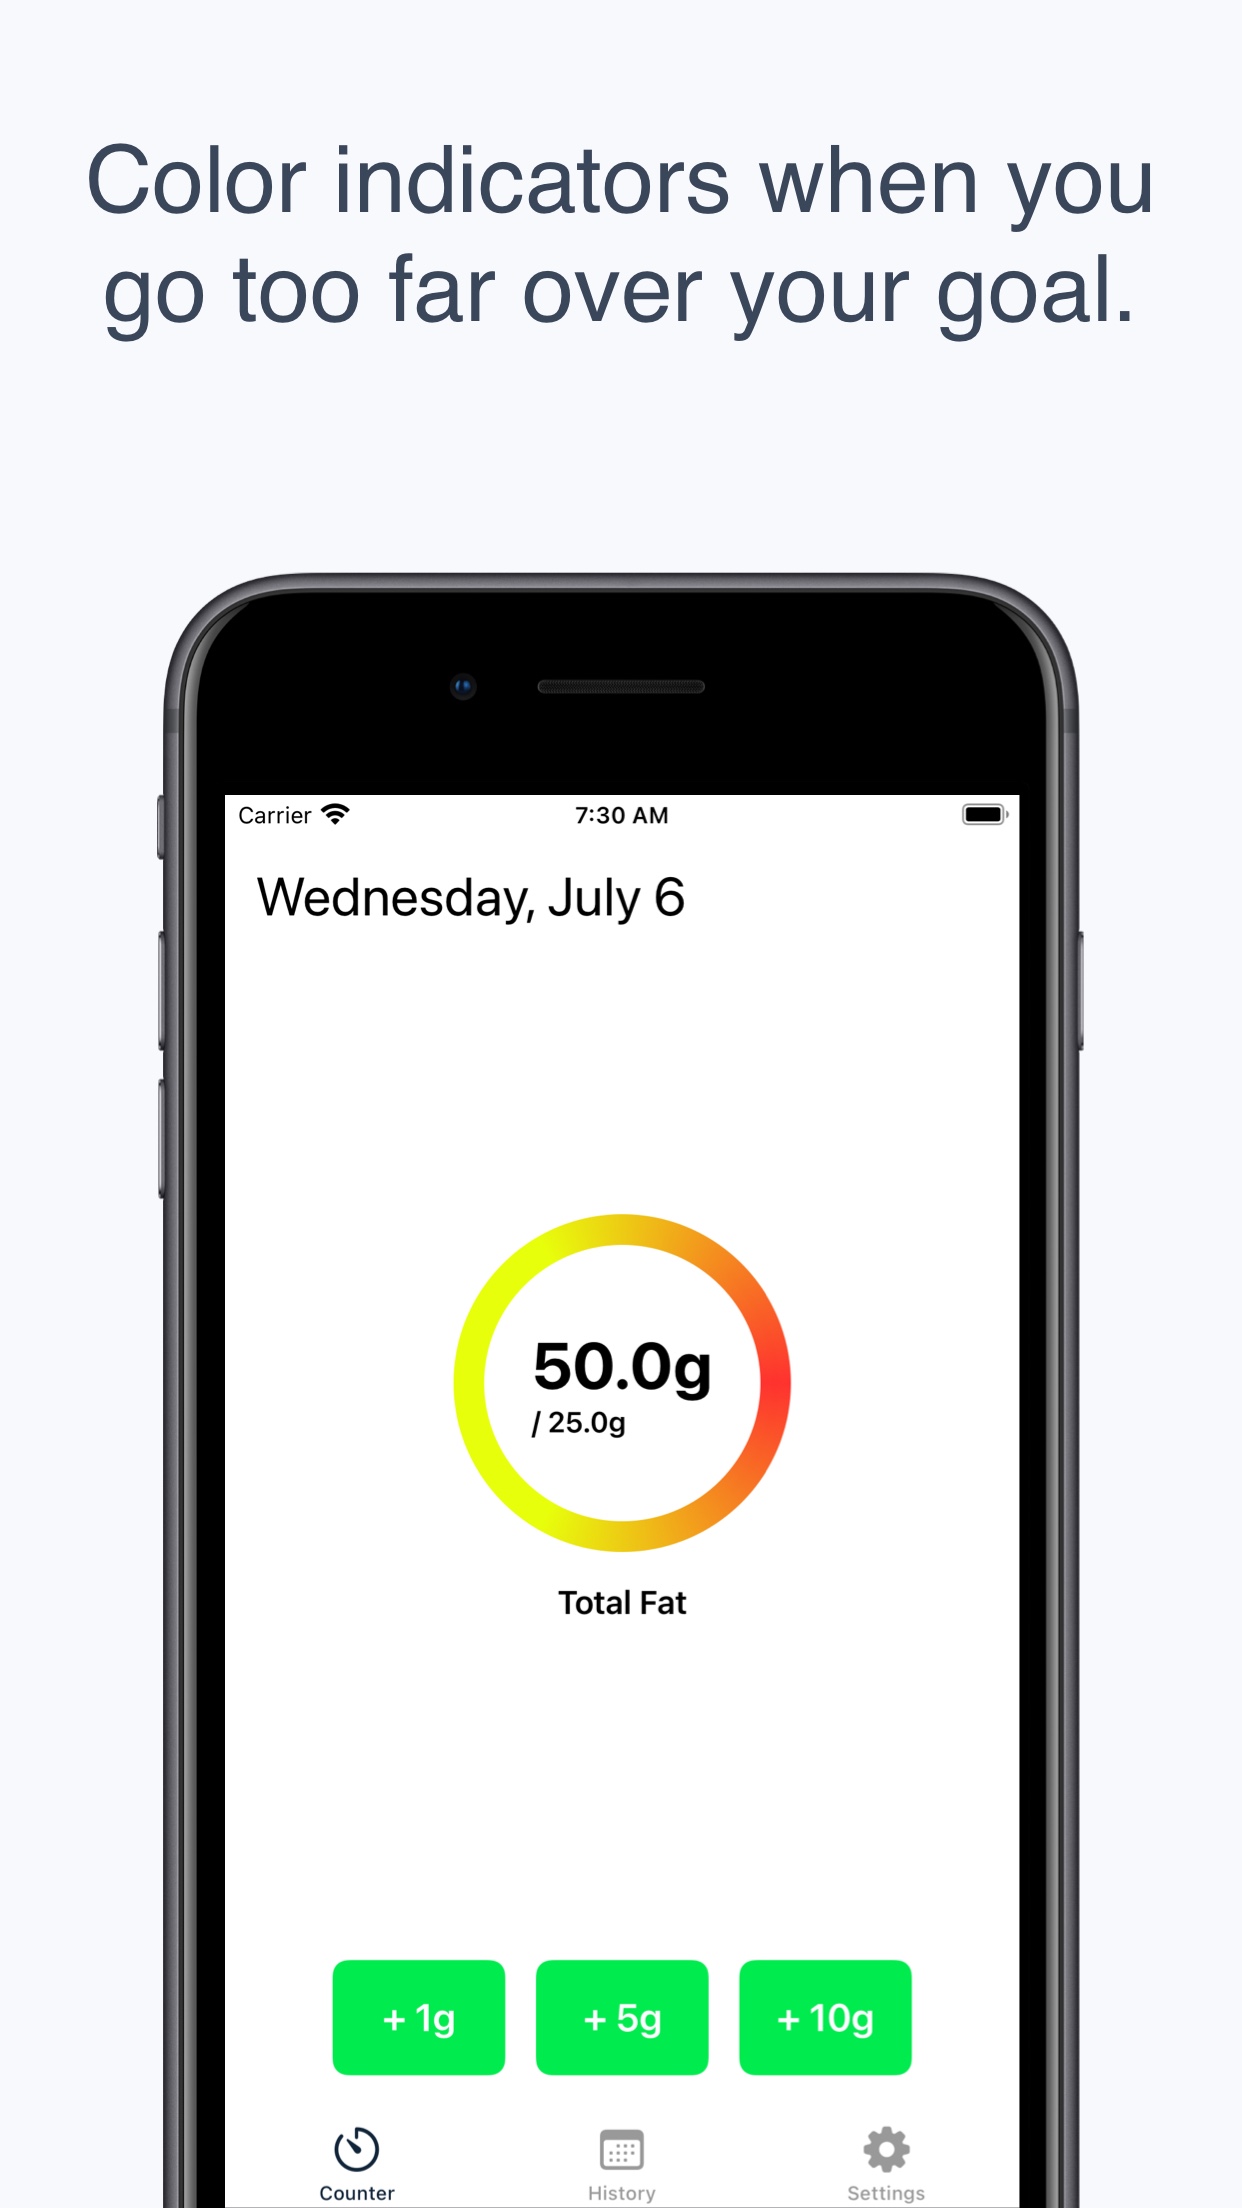 Color indicators when you
go too far over your goal.
Carrier 7:30 AM
Wednesday, July 6
50.0g
/ 25.0g
Total Fat
+ 1g + 5g + 10g
Counter History Settings